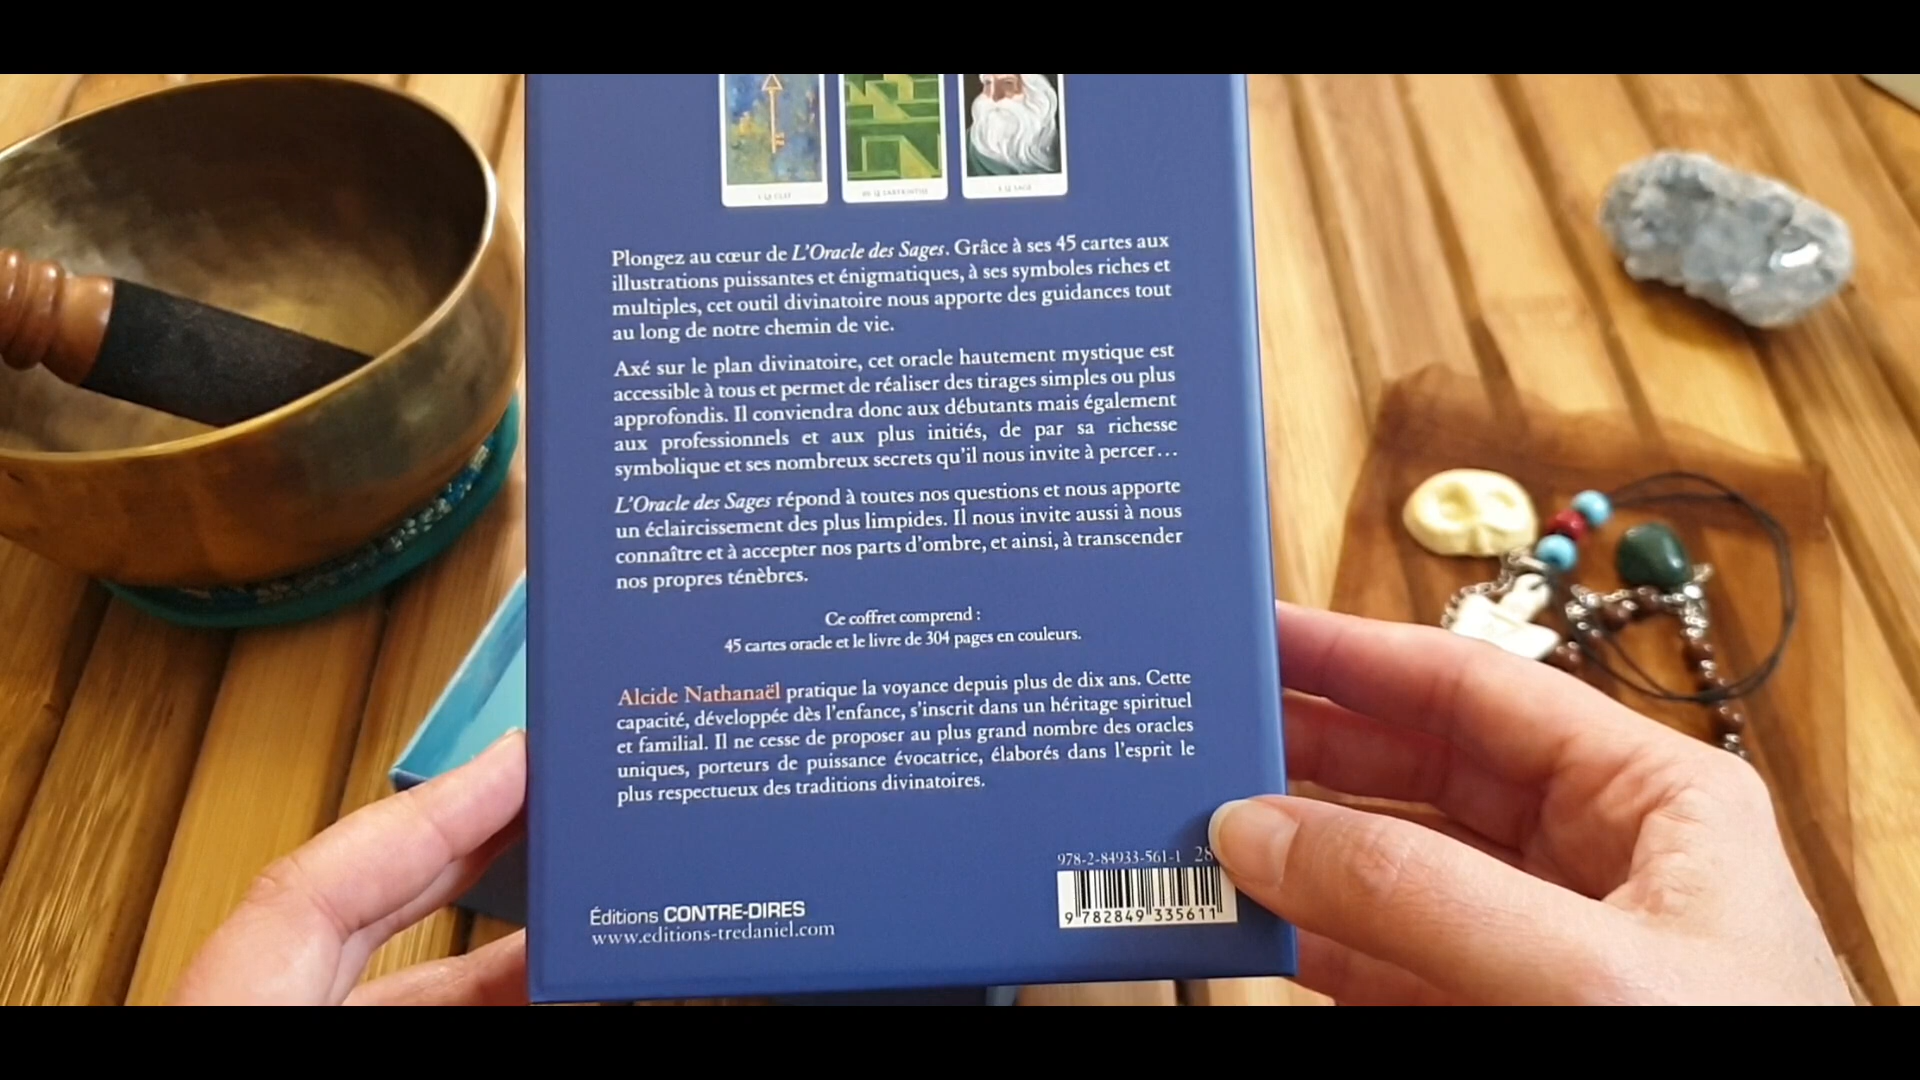 I LA CLEF
I LE SAGE
Plongez au cœur de L'Oracle des Sages. Grâce à ses 45 cartes aux
illustrations puissantes et énigmatiques, à ses symboles riches et
multiples, cet outil divinatoire nous apporte des guidances tout
au long de notre chemin de vie.
Axé sur le plan divinatoire, cet oracle hautement mystique est
accessible à tous et permet de réaliser des tirages simples ou plus
approfondis. Il conviendra donc aux débutants mais également
aux professionnels et aux plus initiés, de par sa richesse
symbolique et ses nombreux secrets qu'il nous invite à percer…
L'Oracle des Sages répond à toutes nos questions et nous apporte
un éclaircissement des plus limpides. Il nous invite aussi à nous
connaître et à accepter nos parts d'ombre, et ainsi, à transcender
nos propres ténèbres.
Ce coffret comprend :
45 cartes oracle et le livre de 304 pages en couleurs.
Alcide Nathanaël pratique la voyance depuis plus de dix ans. Cette
capacité, développée dès l'enfance, s'inscrit dans un héritage spirituel
et familial. Il ne cesse de proposer au plus grand nombre des oracles
uniques, porteurs de puissance évocatrice, élaborés dans l'esprit le
plus respectueux des traditions divinatoires.
978-2-84933-561-1 28
9 782849 335611
Éditions CONTRE-DIRES
www.editions-tredaniel.com